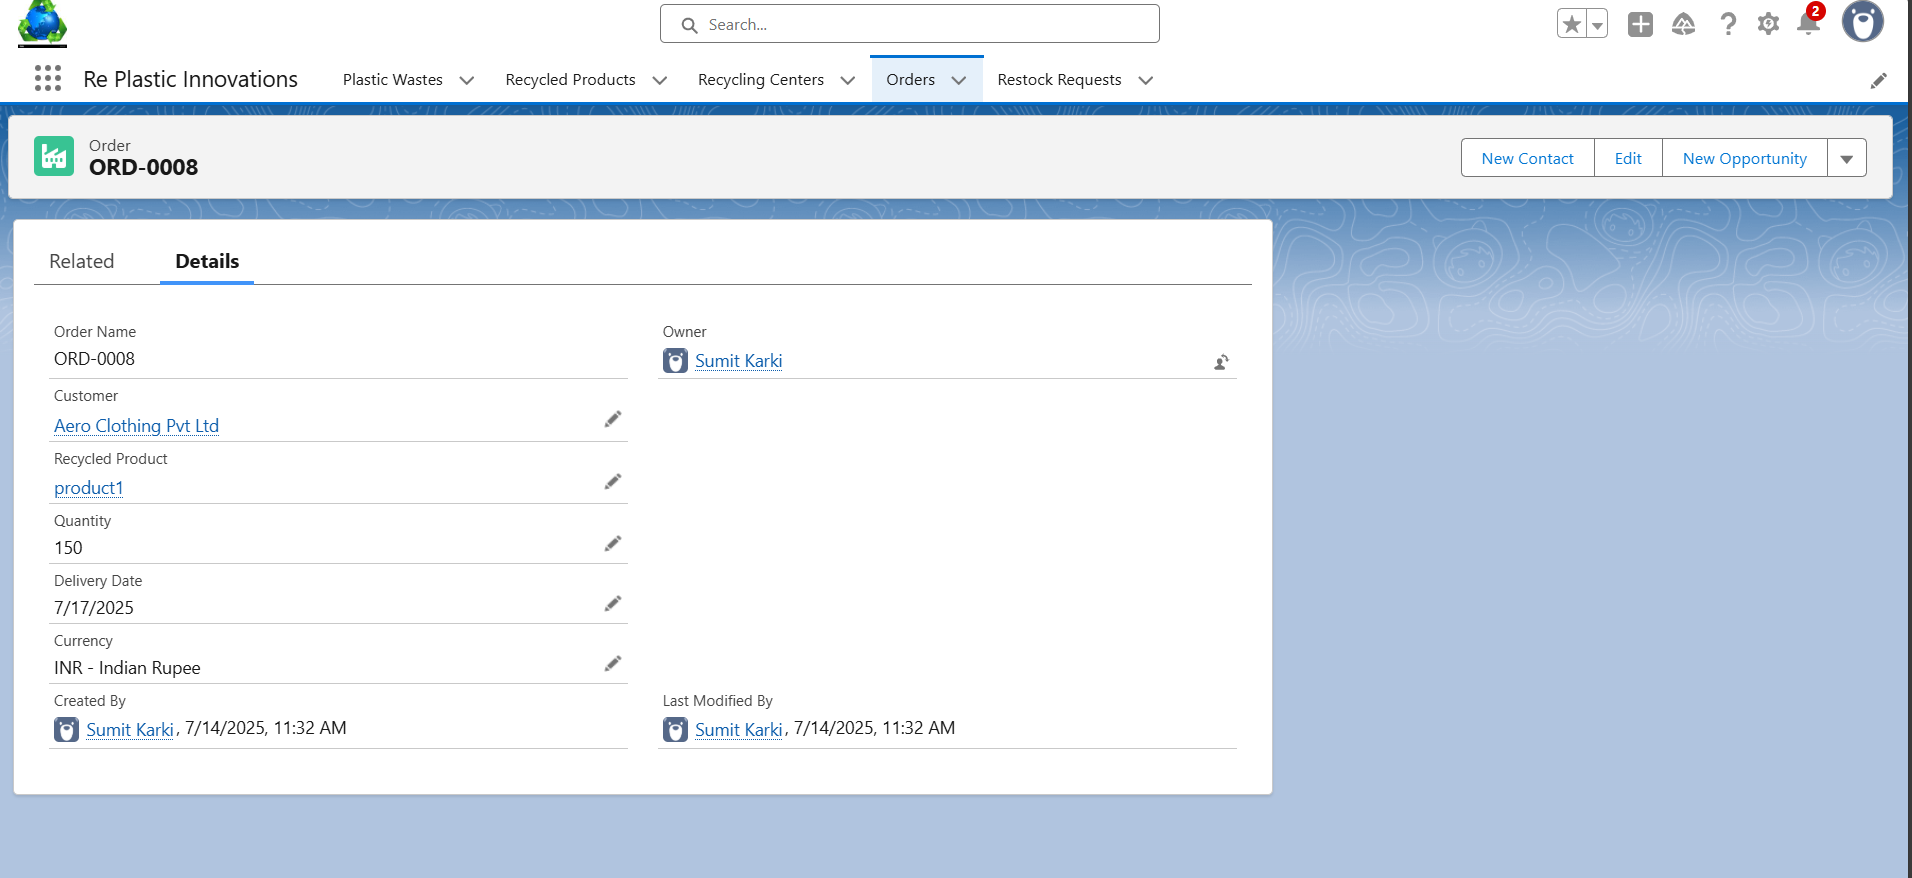 Search...
2
Re Plastic Innovations
Plastic Wastes
Recycled Products
Recycling Centers
Orders
Restock Requests
Order
ORD-0008
New Contact
Edit
New Opportunity
Related
Details
Order Name
ORD-0008
Owner
Sumit Karki
Customer
Aero Clothing Pvt Ltd
Recycled Product
product1
Quantity
150
Delivery Date
7/17/2025
Currency
INR - Indian Rupee
Created By
Sumit Karki, 7/14/2025, 11:32 AM
Last Modified By
Sumit Karki, 7/14/2025, 11:32 AM